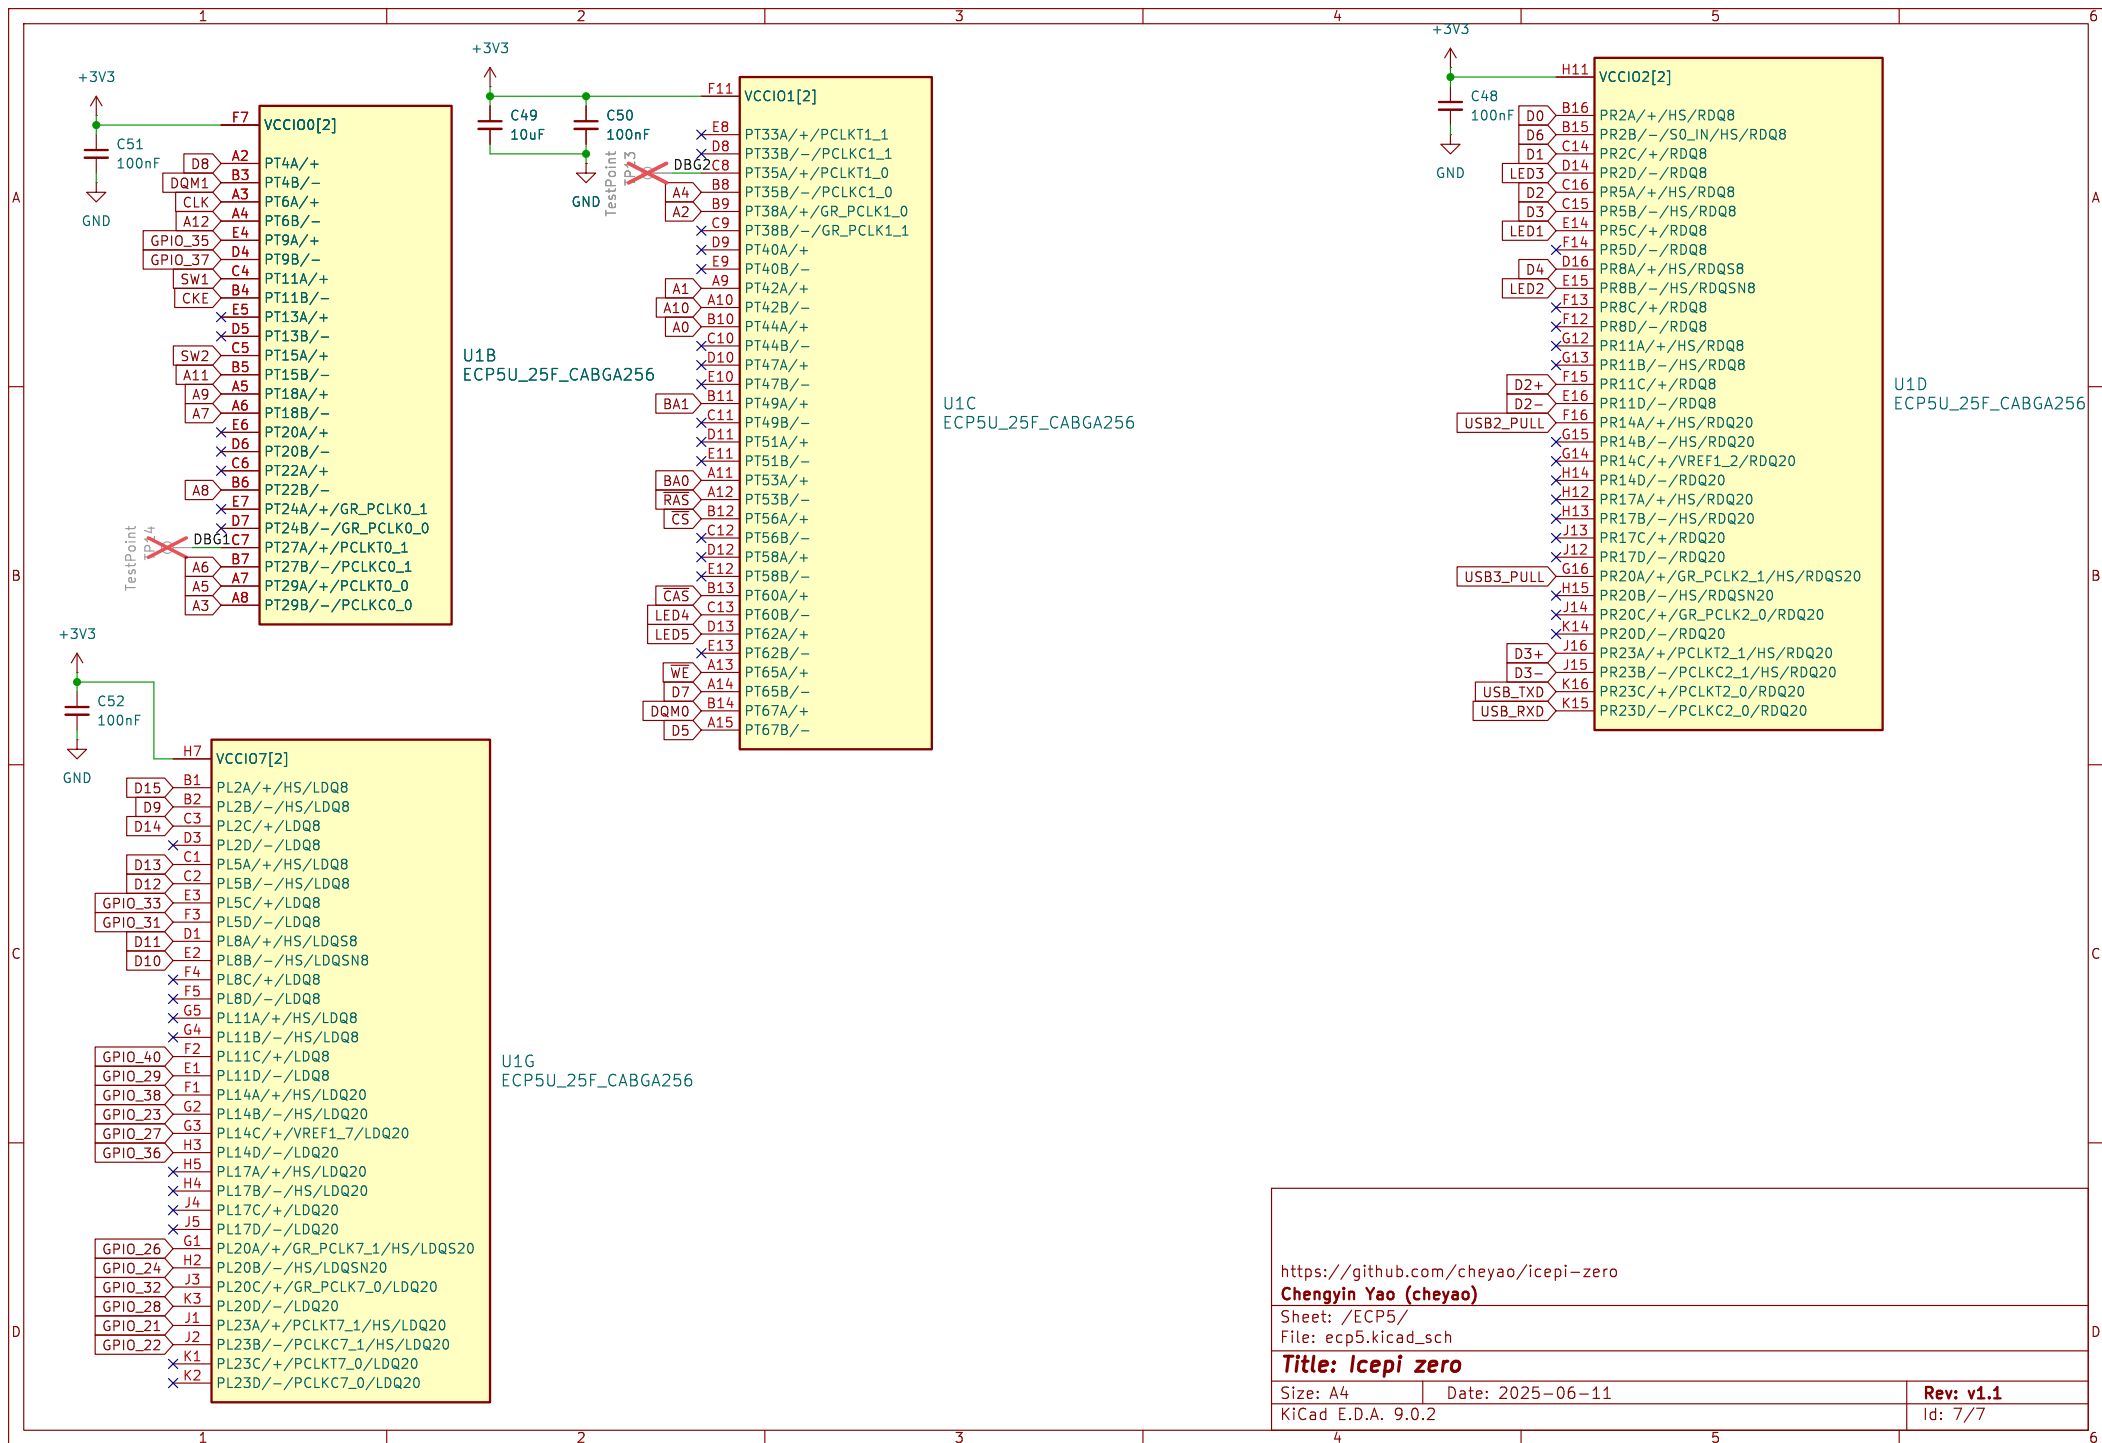 1 2 3 4 5 6
A
B
C
D
+3V3
C51
100nF
GND
F7 VCCIO0[2]
D8 A2 PT4A/+
DQM1 B3 PT4B/-
CLK A3 PT6A/+
A12 A4 PT6B/-
GPIO_35 E4 PT9A/+
GPIO_37 D4 PT9B/-
SW1 C4 PT11A/+
CKE B4 PT11B/-
E5 PT13A/+
D5 PT13B/-
SW2 C5 PT15A/+
A11 B5 PT15B/-
A9 A5 PT18A/+
A7 A6 PT18B/-
E6 PT20A/+
D6 PT20B/-
C6 PT22A/+
A8 B6 PT22B/-
E7 PT24A/+/GR_PCLK0_1
D7 PT24B/-/GR_PCLK0_0
TestPoint
TP14
DBG1 C7 PT27A/+/PCLKT0_1
A6 B7 PT27B/-/PCLKC0_1
A5 A7 PT29A/+/PCLKT0_0
A3 A8 PT29B/-/PCLKC0_0
U1B
ECP5U_25F_CABGA256
+3V3
C49
10uF
C50
100nF
GND
F11 VCCIO1[2]
E8 PT33A/+/PCLKT1_1
D8 PT33B/-/PCLKC1_1
TestPoint
DBG2 C8 PT35A/+/PCLKT1_0
A4 B8 PT35B/-/PCLKC1_0
A2 B9 PT38A/+/GR_PCLK1_0
C9 PT38B/-/GR_PCLK1_1
D9 PT40A/+
E9 PT40B/-
A1 A9 PT42A/+
A10 A10 PT42B/-
A0 B10 PT44A/+
C10 PT44B/-
D10 PT47A/+
E10 PT47B/-
BA1 B11 PT49A/+
C11 PT49B/-
D11 PT51A/+
E11 PT51B/-
BA0 A11 PT53A/+
RAS A12 PT53B/-
CS B12 PT56A/+
C12 PT56B/-
D12 PT58A/+
E12 PT58B/-
CAS B13 PT60A/+
LED4 C13 PT60B/-
LED5 D13 PT62A/+
E13 PT62B/-
WE A13 PT65A/+
D7 A14 PT65B/-
DQM0 B14 PT67A/+
D5 A15 PT67B/-
U1C
ECP5U_25F_CABGA256
+3V3
C48
100nF
GND
H11 VCCIO2[2]
D0 B16 PR2A/+/HS/RDQ8
D6 B15 PR2B/-/S0_IN/HS/RDQ8
D1 C14 PR2C/+/RDQ8
LED3 D14 PR2D/-/RDQ8
D2 C16 PR5A/+/HS/RDQ8
D3 C15 PR5B/-/HS/RDQ8
LED1 E14 PR5C/+/RDQ8
F14 PR5D/-/RDQ8
D4 D16 PR8A/+/HS/RDQS8
LED2 E15 PR8B/-/HS/RDQSN8
F13 PR8C/+/RDQ8
F12 PR8D/-/RDQ8
G12 PR11A/+/HS/RDQ8
G13 PR11B/-/HS/RDQ8
D2+ F15 PR11C/+/RDQ8
D2- E16 PR11D/-/RDQ8
USB2_PULL F16 PR14A/+/HS/RDQ20
G15 PR14B/-/HS/RDQ20
G14 PR14C/+/VREF1_2/RDQ20
H14 PR14D/-/RDQ20
H12 PR17A/+/HS/RDQ20
H13 PR17B/-/HS/RDQ20
J13 PR17C/+/RDQ20
J12 PR17D/-/RDQ20
USB3_PULL G16 PR20A/+/GR_PCLK2_1/HS/RDQS20
H15 PR20B/-/HS/RDQSN20
J14 PR20C/+/GR_PCLK2_0/RDQ20
K14 PR20D/-/RDQ20
D3+ J16 PR23A/+/PCLKT2_1/HS/RDQ20
D3- J15 PR23B/-/PCLKC2_1/HS/RDQ20
USB_TXD K16 PR23C/+/PCLKT2_0/RDQ20
USB_RXD K15 PR23D/-/PCLKC2_0/RDQ20
U1D
ECP5U_25F_CABGA256
+3V3
C52
100nF
GND
H7 VCCIO7[2]
D15 B1 PL2A/+/HS/LDQ8
D9 B2 PL2B/-/HS/LDQ8
D14 C3 PL2C/+/LDQ8
D3 PL2D/-/LDQ8
D13 C1 PL5A/+/HS/LDQ8
D12 C2 PL5B/-/HS/LDQ8
GPIO_33 E3 PL5C/+/LDQ8
GPIO_31 F3 PL5D/-/LDQ8
D11 D1 PL8A/+/HS/LDQS8
D10 E2 PL8B/-/HS/LDQSN8
F4 PL8C/+/LDQ8
F5 PL8D/-/LDQ8
G5 PL11A/+/HS/LDQ8
G4 PL11B/-/HS/LDQ8
GPIO_40 F2 PL11C/+/LDQ8
GPIO_29 E1 PL11D/-/LDQ8
GPIO_38 F1 PL14A/+/HS/LDQ20
GPIO_23 G2 PL14B/-/HS/LDQ20
GPIO_27 G3 PL14C/+/VREF1_7/LDQ20
GPIO_36 H3 PL14D/-/LDQ20
H5 PL17A/+/HS/LDQ20
H4 PL17B/-/HS/LDQ20
J4 PL17C/+/LDQ20
J5 PL17D/-/LDQ20
GPIO_26 G1 PL20A/+/GR_PCLK7_1/HS/LDQS20
GPIO_24 H2 PL20B/-/HS/LDQSN20
GPIO_32 J3 PL20C/+/GR_PCLK7_0/LDQ20
GPIO_28 K3 PL20D/-/LDQ20
GPIO_21 J1 PL23A/+/PCLKT7_1/HS/LDQ20
GPIO_22 J2 PL23B/-/PCLKC7_1/HS/LDQ20
K1 PL23C/+/PCLKT7_0/LDQ20
K2 PL23D/-/PCLKC7_0/LDQ20
U1G
ECP5U_25F_CABGA256
https://github.com/cheyao/icepi-zero
Chengyin Yao (cheyao)
Sheet: /ECP5/
File: ecp5.kicad_sch
Title: Icepi zero
Size: A4 Date: 2025-06-11 Rev: v1.1
KiCad E.D.A. 9.0.2 Id: 7/7
A
B
C
D
1 2 3 4 5 6